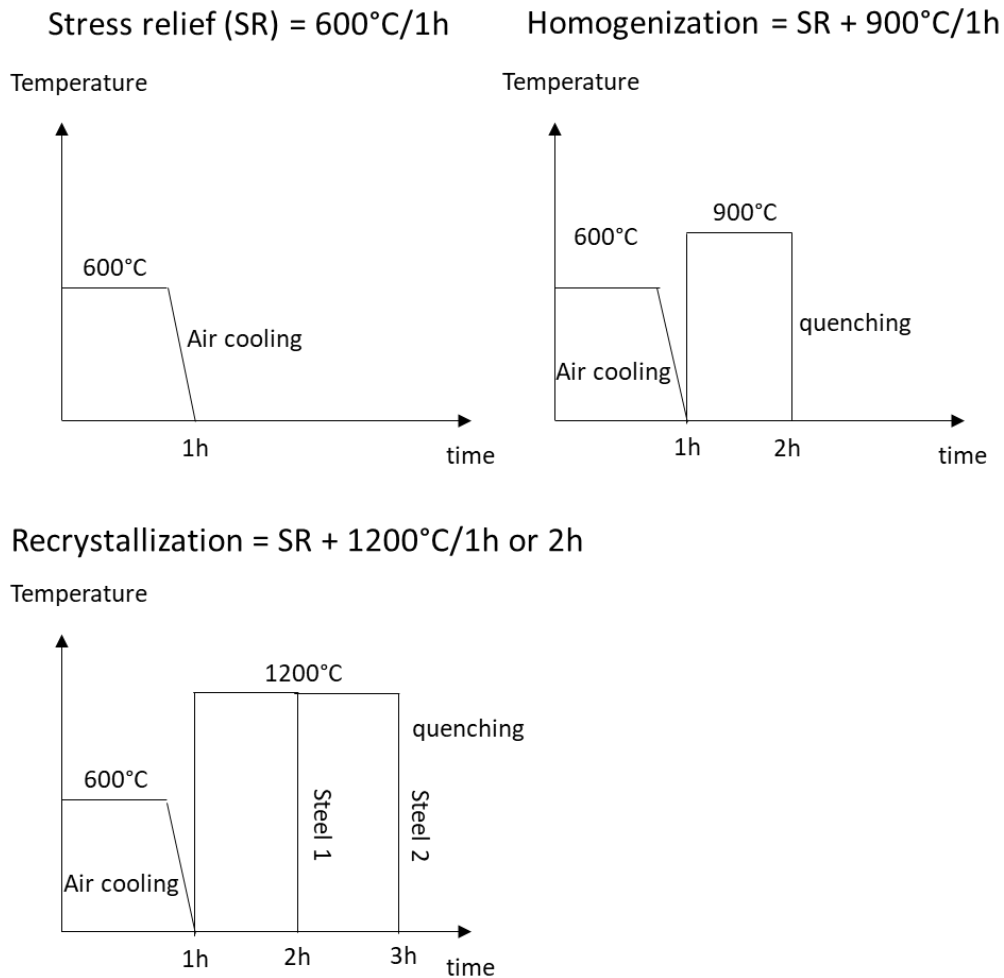 Stress relief (SR) = 600°C/1h
Temperature
600°C
Air cooling
1h
time
Homogenization = SR + 900°C/1h
Temperature
900°C
600°C
quenching
Air cooling
1h
2h
time
Recrystallization = SR + 1200°C/1h or 2h
Temperature
1200°C
quenching
600°C
Steel 1
Steel 2
Air cooling
1h
2h
3h
time